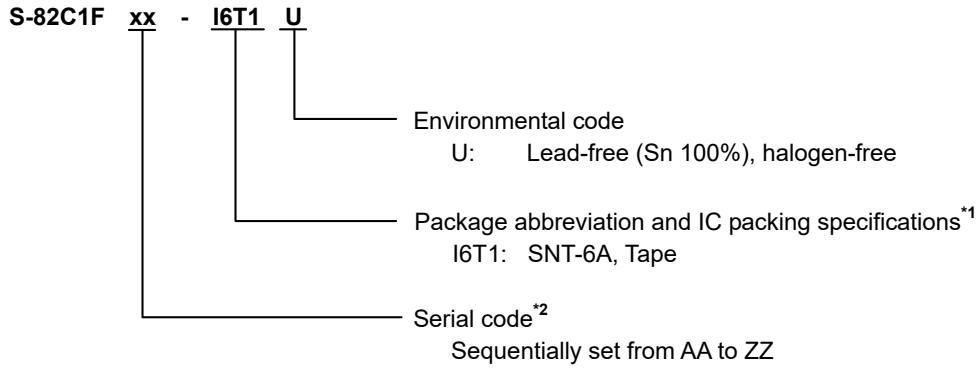 S-82C1F xx - I6T1 U
Environmental code
U: Lead-free (Sn 100%), halogen-free
Package abbreviation and IC packing specifications*1
I6T1: SNT-6A, Tape
Serial code*2
Sequentially set from AA to ZZ